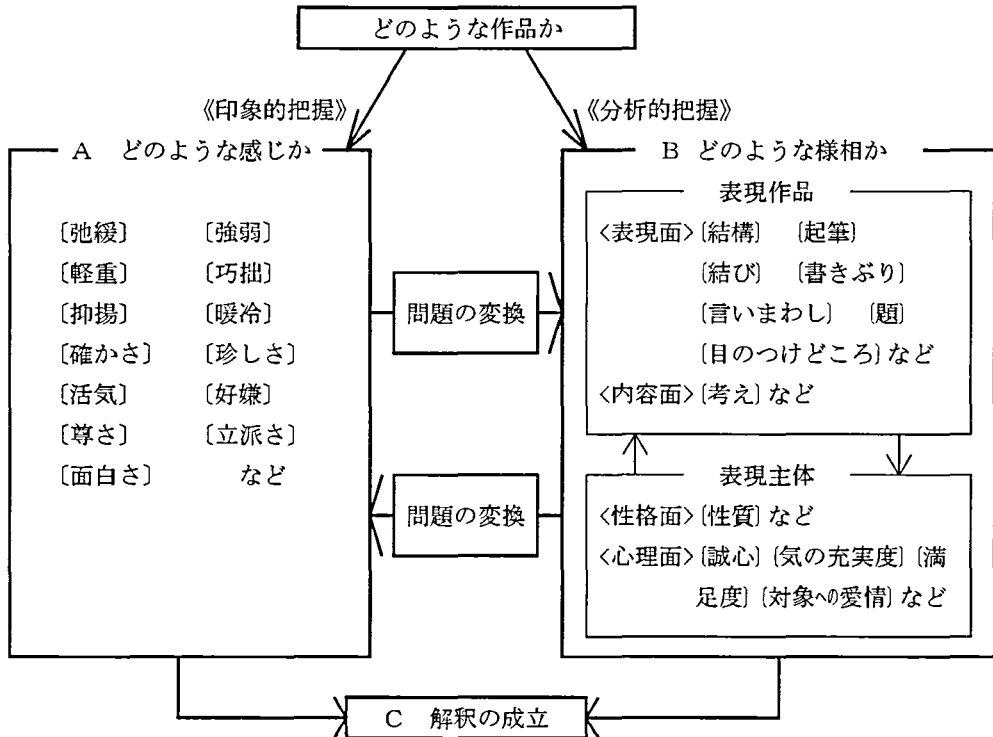 どのような作品か
《印象的把握》
《分析的把握》
A どのような感じか
〔弛緩〕 〔強弱〕
〔軽重〕 〔巧拙〕
〔抑揚〕 〔暖冷〕
〔確かさ〕 〔珍しさ〕
〔活気〕 〔好嫌〕
〔尊さ〕 〔立派さ〕
〔面白さ〕 など
問題の変換
問題の変換
B どのような様相か
表現作品
<表現面>〔結構〕 〔起筆〕
〔結び〕 〔書きぶり〕
〔言いまわし〕 〔題〕
〔目のつけどころ〕など
<内容面>〔考え〕など
表現主体
<性格面>〔性質〕など
<心理面>〔誠心〕〔気の充実度〕〔満
足度〕〔対象への愛情〕など
C 解釈の成立